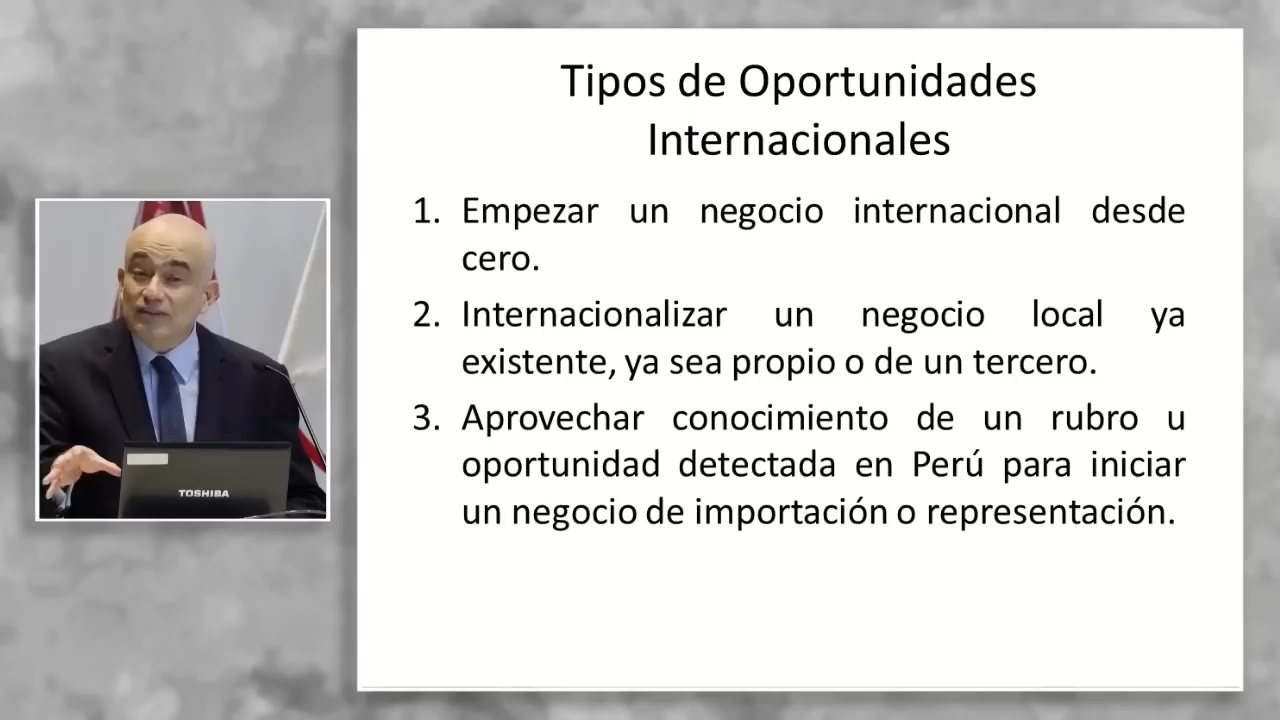 Tipos de Oportunidades
Internacionales
1. Empezar un negocio internacional desde
cero.
2. Internacionalizar un negocio local ya
existente, ya sea propio o de un tercero.
3. Aprovechar conocimiento de un rubro u
oportunidad detectada en Perú para iniciar
un negocio de importación o representación.
TOSHIBA